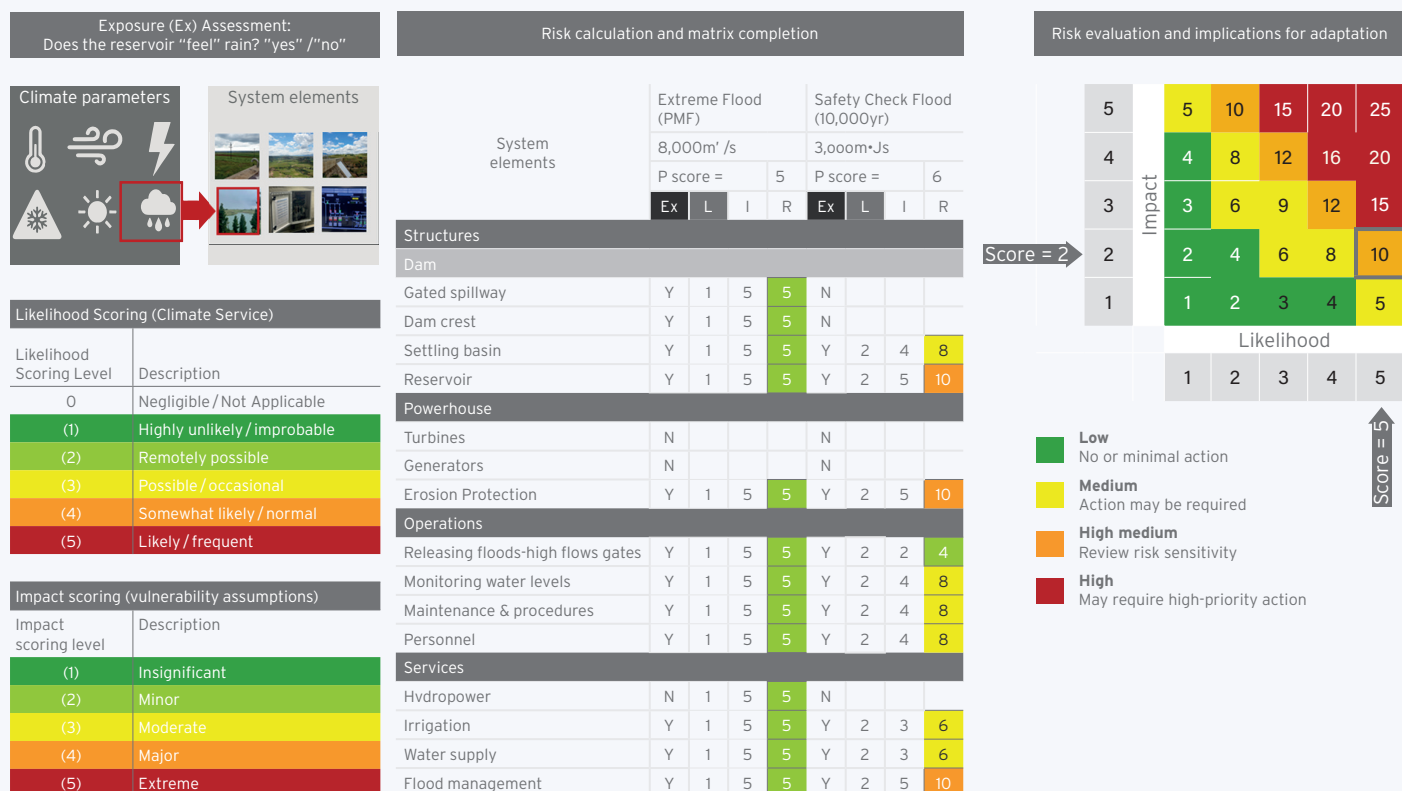 Exposure (Ex) Assessment:
Does the reservoir “feel” rain? ”yes” /”no”
Climate parameters
System elements
Likelihood Scoring (Climate Service)
Likelihood Scoring Level Description
0 Negligible / Not Applicable
(1) Highly unlikely / improbable
(2) Remotely possible
(3) Possible / occasional
(4) Somewhat likely / normal
(5) Likely / frequent
Impact scoring (vulnerability assumptions)
Impact scoring level Description
(1) Insignificant
(2) Minor
(3) Moderate
(4) Major
(5) Extreme
Risk calculation and matrix completion
System elements
Extreme Flood (PMF) Safety Check Flood (10,000yr)
8,000m’ /s 3,ooom•Js
P score = 5 P score = 6
Ex L I R Ex L I R
Structures
Dam
Gated spillway Y 1 5 5 N
Dam crest Y 1 5 5 N
Settling basin Y 1 5 5 Y 2 4 8
Reservoir Y 1 5 5 Y 2 5 10
Powerhouse
Turbines N N
Generators N N
Erosion Protection Y 1 5 5 Y 2 5 10
Operations
Releasing floods-high flows gates Y 1 5 5 Y 2 2 4
Monitoring water levels Y 1 5 5 Y 2 4 8
Maintenance & procedures Y 1 5 5 Y 2 4 8
Personnel Y 1 5 5 Y 2 4 8
Services
Hvdropower N 1 5 5 N
Irrigation Y 1 5 5 Y 2 3 6
Water supply Y 1 5 5 Y 2 3 6
Flood management Y 1 5 5 Y 2 5 10
Risk evaluation and implications for adaptation
5 5 10 15 20 25
4 4 8 12 16 20
3 3 6 9 12 15
2 2 4 6 8 10
1 1 2 3 4 5
Impact
Score = 2
Likelihood
1 2 3 4 5
Score = 5
Low
No or minimal action
Medium
Action may be required
High medium
Review risk sensitivity
High
May require high-priority action